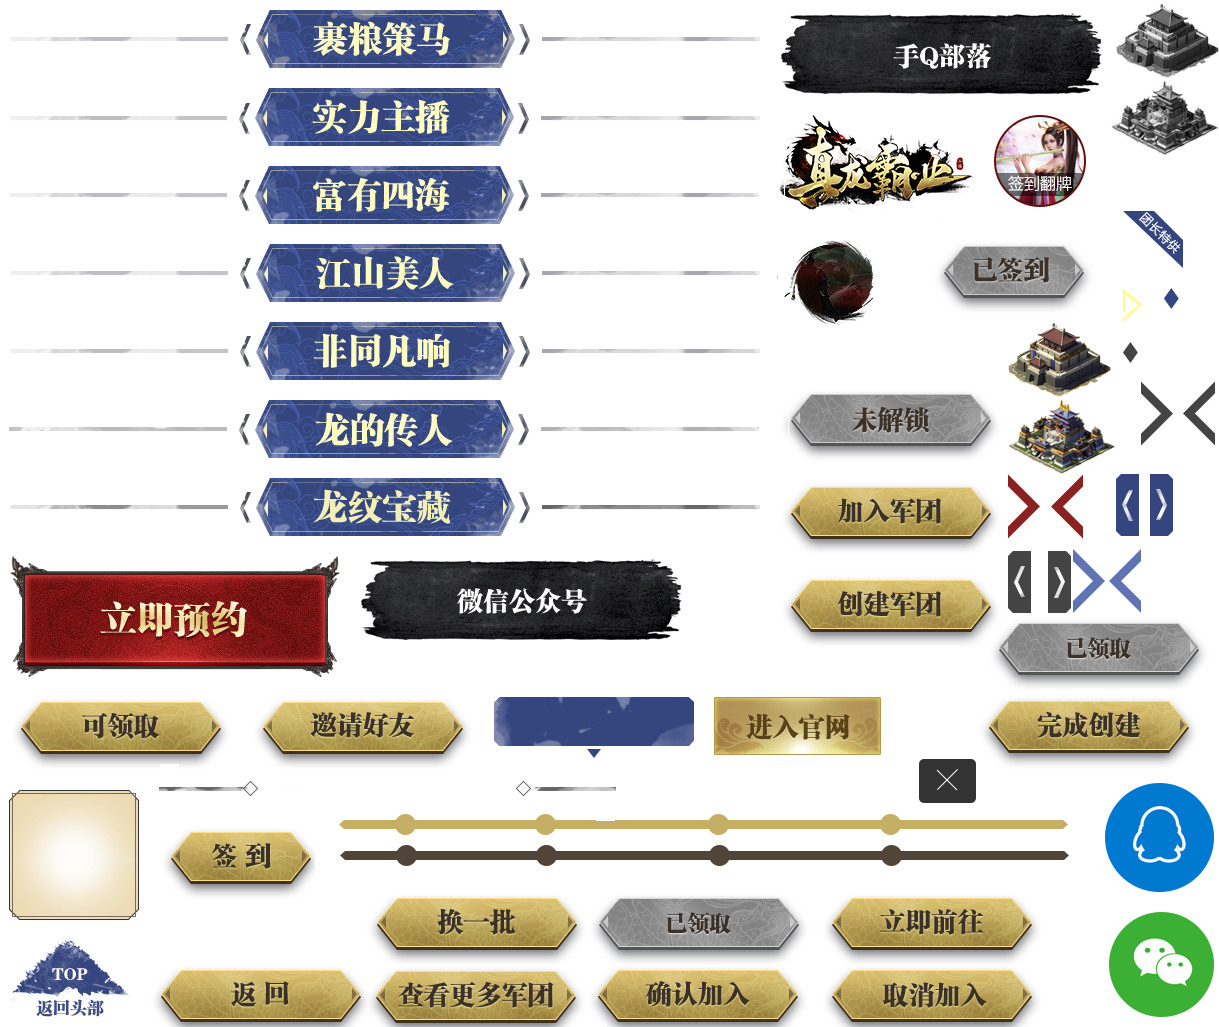 裹粮策马
手Q部落
实力主播
真龙霸业
签到翻牌
富有四海
团长特供
江山美人
已签到
非同凡响
龙的传人
未解锁
龙纹宝藏
加入军团
立即预约
微信公众号
创建军团
已领取
可领取
邀请好友
进入官网
完成创建
签 到
换一批
已领取
立即前往
TOP
返回头部
返 回
查看更多军团
确认加入
取消加入